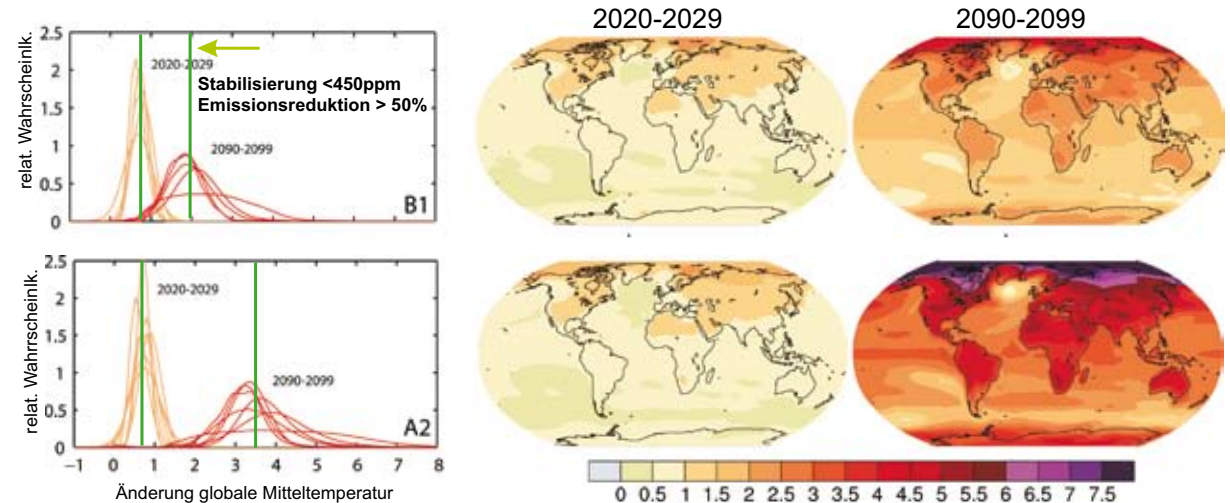 2020-2029
2090-2099
relat. Wahrscheinlk.
2.5
2
1.5
1
0.5
0
2020-2029
Stabilisierung <450ppm
Emissionsreduktion > 50%
2090-2099
B1
relat. Wahrrscheinlk.
2.5
2
1.5
1
0.5
0
2020-2029
2090-2099
A2
−1 0 1 2 3 4 5 6 7 8
Änderung globale Mitteltemperatur
0 0.5 1 1.5 2 2.5 3 3.5 4 4.5 5 5.5 6 6.5 7 7.5